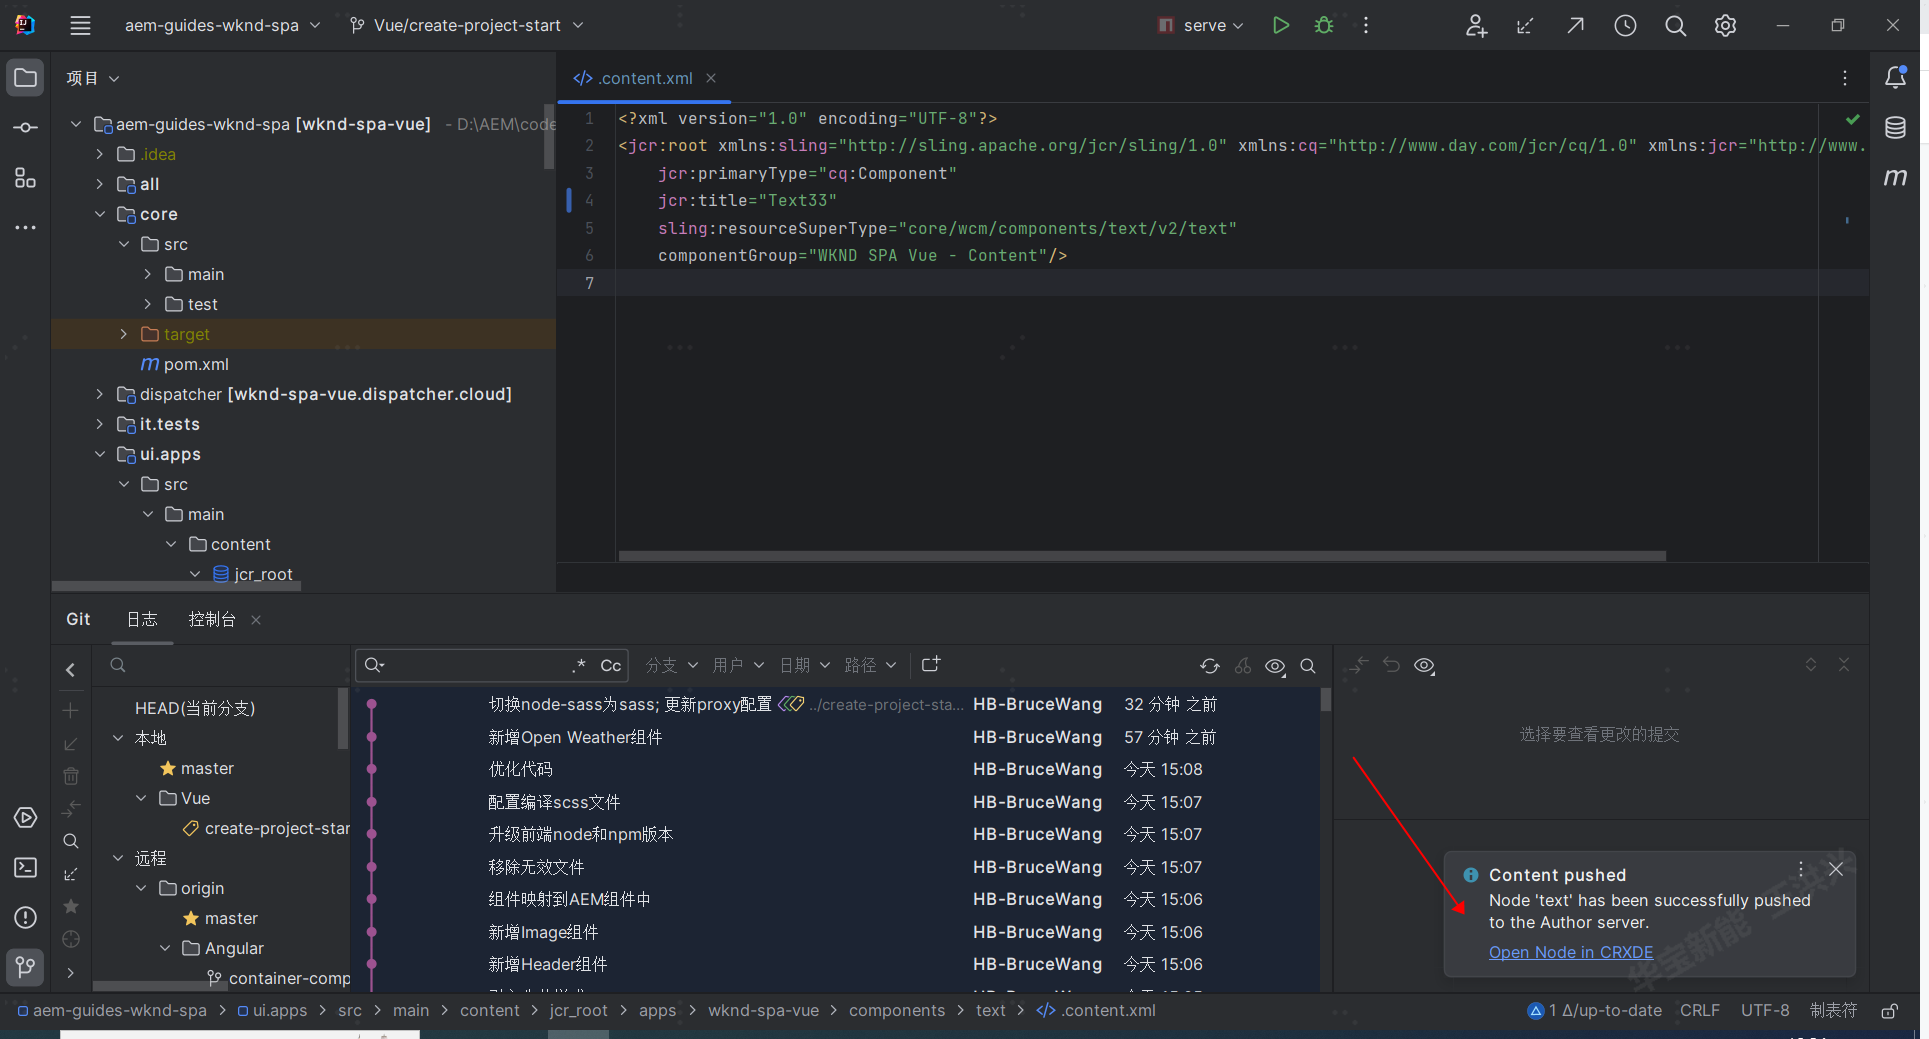 aem-guides-wknd-spa
Vue/create-project-start
serve
项目
.content.xml
aem-guides-wknd-spa [wknd-spa-vue] - D:\AEM\code
.idea
all
core
src
main
test
target
m pom.xml
dispatcher [wknd-spa-vue.dispatcher.cloud]
it.tests
ui.apps
src
main
content
jcr_root
1 <?xml version="1.0" encoding="UTF-8"?>
2 <jcr:root xmlns:sling="http://sling.apache.org/jcr/sling/1.0" xmlns:cq="http://www.day.com/jcr/cq/1.0" xmlns:jcr="http://www.
3 jcr:primaryType="cq:Component"
4 jcr:title="Text33"
5 sling:resourceSuperType="core/wcm/components/text/v2/text"
6 componentGroup="WKND SPA Vue - Content"/>
7
m
Git 日志 控制台
HEAD(当前分支)
本地
master
Vue
create-project-star
远程
origin
master
Angular
container-comp
.* Cc 分支 用户 日期 路径
切换node-sass为sass; 更新proxy配置 ../create-project-sta... HB-BruceWang 32 分钟 之前
新增Open Weather组件 HB-BruceWang 57 分钟 之前
优化代码 HB-BruceWang 今天 15:08
配置编译scss文件 HB-BruceWang 今天 15:07
升级前端node和npm版本 HB-BruceWang 今天 15:07
移除无效文件 HB-BruceWang 今天 15:07
组件映射到AEM组件中 HB-BruceWang 今天 15:06
新增Image组件 HB-BruceWang 今天 15:06
新增Header组件 HB-BruceWang 今天 15:06
选择要查看更改的提交
Content pushed
Node 'text' has been successfully pushed
to the Author server.
Open Node in CRXDE
华宝新能 王洪兴
aem-guides-wknd-spa > ui.apps > src > main > content > jcr_root > apps > wknd-spa-vue > components > text > .content.xml
1 Δ/up-to-date CRLF UTF-8 制表符